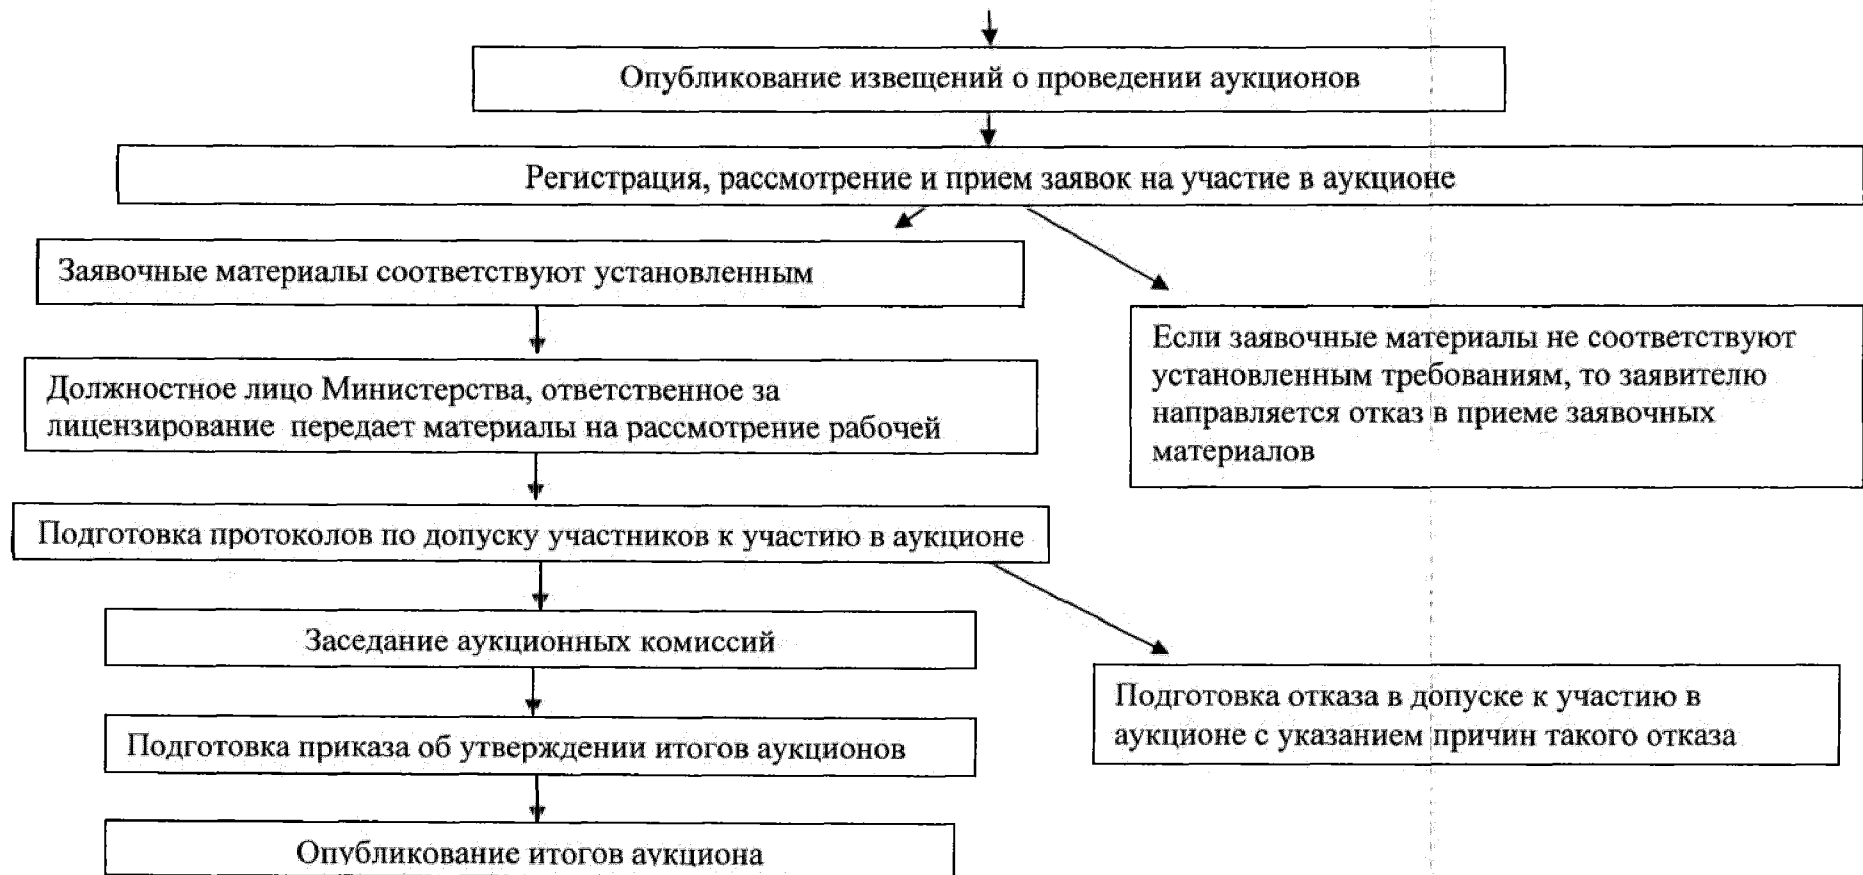 Опубликование извещений о проведении аукционов
Регистрация, рассмотрение и прием заявок на участие в аукционе
Заявочные материалы соответствуют установленным
Если заявочные материалы не соответствуют
установленным требованиям, то заявителю
направляется отказ в приеме заявочных
материалов
Должностное лицо Министерства, ответственное за
лицензирование передает материалы на рассмотрение рабочей
Подготовка протоколов по допуску участников к участию в аукционе
Заседание аукционных комиссий
Подготовка отказа в допуске к участию в
аукционе с указанием причин такого отказа
Подготовка приказа об утверждении итогов аукционов
Опубликование итогов аукциона